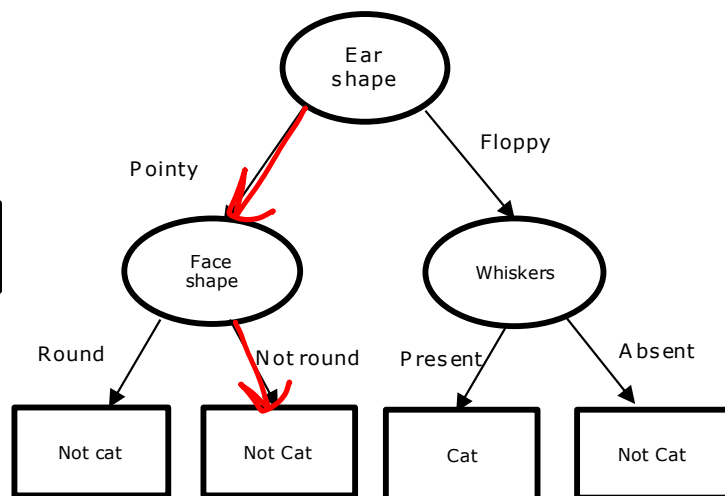 Ear
shape
Pointy
Floppy
Face
shape
Whiskers
Round
Not round
Present
Absent
Not cat
Not Cat
Cat
Not Cat